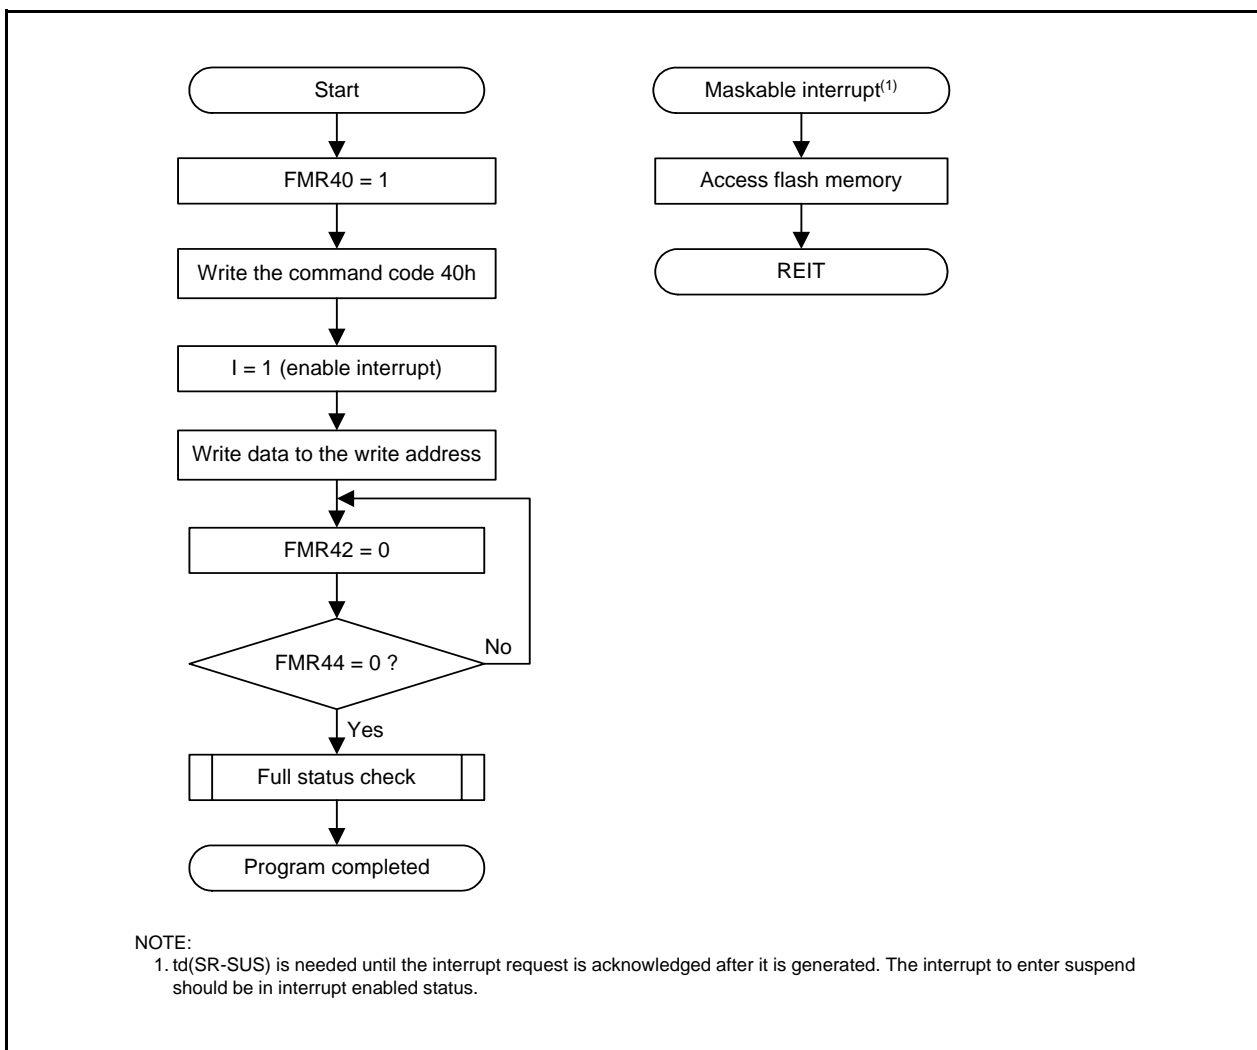 Start
FMR40 = 1
Write the command code 40h
I = 1 (enable interrupt)
Write data to the write address
FMR42 = 0
FMR44 = 0 ?
No
Yes
Full status check
Program completed
Maskable interrupt(1)
Access flash memory
REIT
NOTE:
1. td(SR-SUS) is needed until the interrupt request is acknowledged after it is generated. The interrupt to enter suspend
should be in interrupt enabled status.